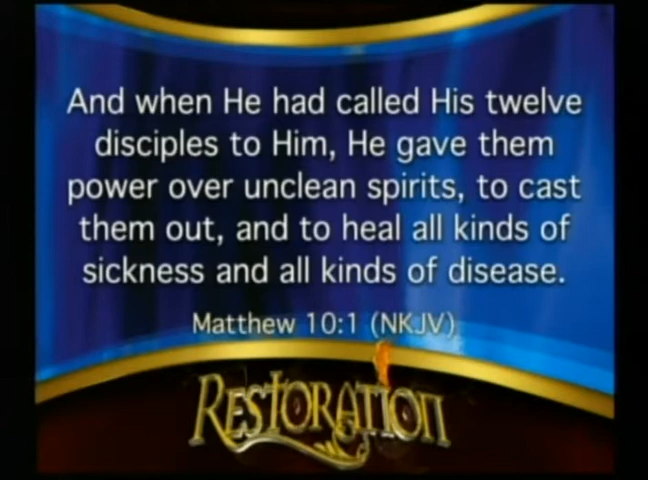 And when He had called His twelve
disciples to Him, He gave them
power over unclean spirits, to cast
them out, and to heal all kinds of
sickness and all kinds of disease.
Matthew 10:1 (NKJV)
RESTORATION